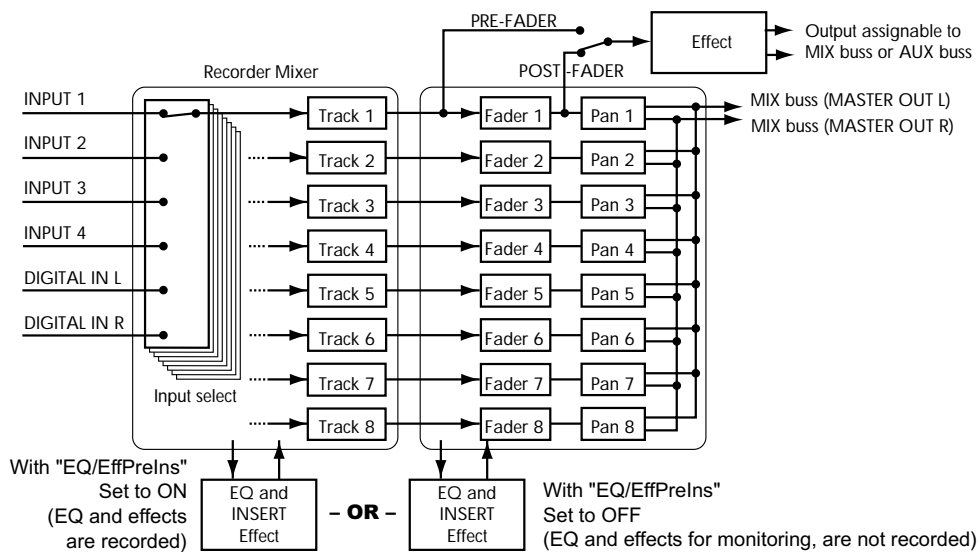 PRE-FADER
Effect
Output assignable to
MIX buss or AUX buss
Recorder Mixer
POST -FADER
INPUT 1
Track 1
Fader 1
Pan 1
MIX buss (MASTER OUT L)
MIX buss (MASTER OUT R)
INPUT 2
Track 2
Fader 2
Pan 2
INPUT 3
Track 3
Fader 3
Pan 3
INPUT 4
Track 4
Fader 4
Pan 4
DIGITAL IN L
Track 5
Fader 5
Pan 5
DIGITAL IN R
Track 6
Fader 6
Pan 6
Input select
Track 7
Fader 7
Pan 7
Track 8
Fader 8
Pan 8
With "EQ/EffPreIns"
Set to ON
(EQ and effects
are recorded)
EQ and
INSERT
Effect
– OR –
EQ and
INSERT
Effect
With "EQ/EffPreIns"
Set to OFF
(EQ and effects for monitoring, are not recorded)